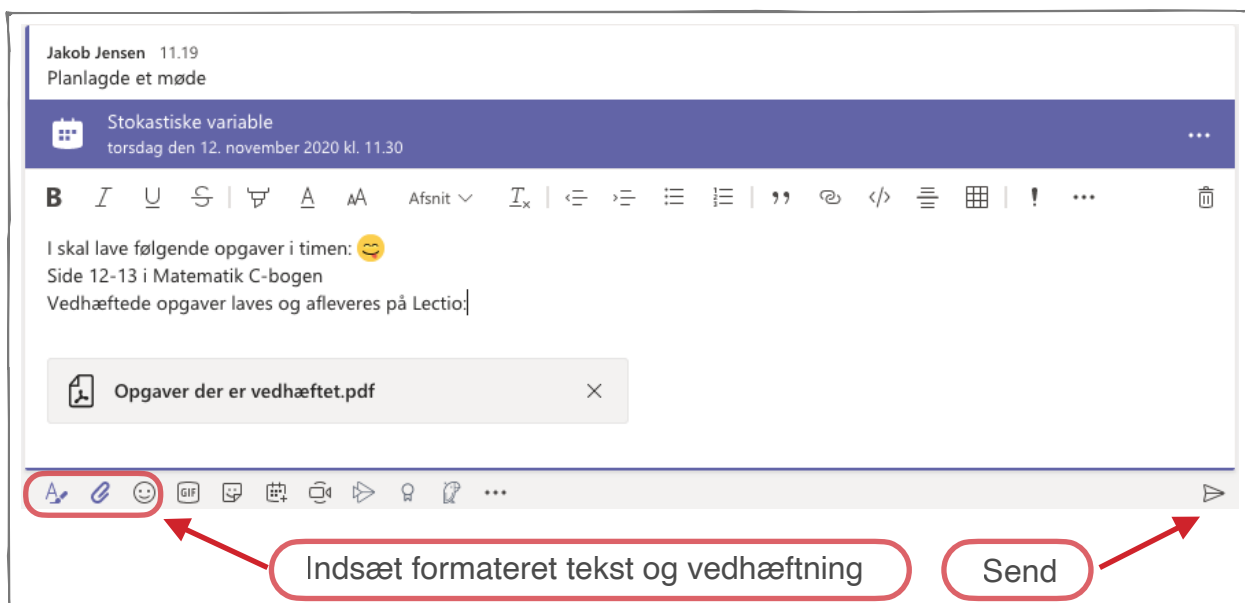 Jakob Jensen 11.19
Planlagde et møde
Stokastiske variable
torsdag den 12. november 2020 kl. 11.30
B I U S A AA Afsnit Tx ❜❜ </> ! •••
I skal lave følgende opgaver i timen: 😋
Side 12-13 i Matematik C-bogen
Vedhæftede opgaver laves og afleveres på Lectio:
Opgaver der er vedhæftet.pdf
GIF
Indsæt formateret tekst og vedhæftning
Send